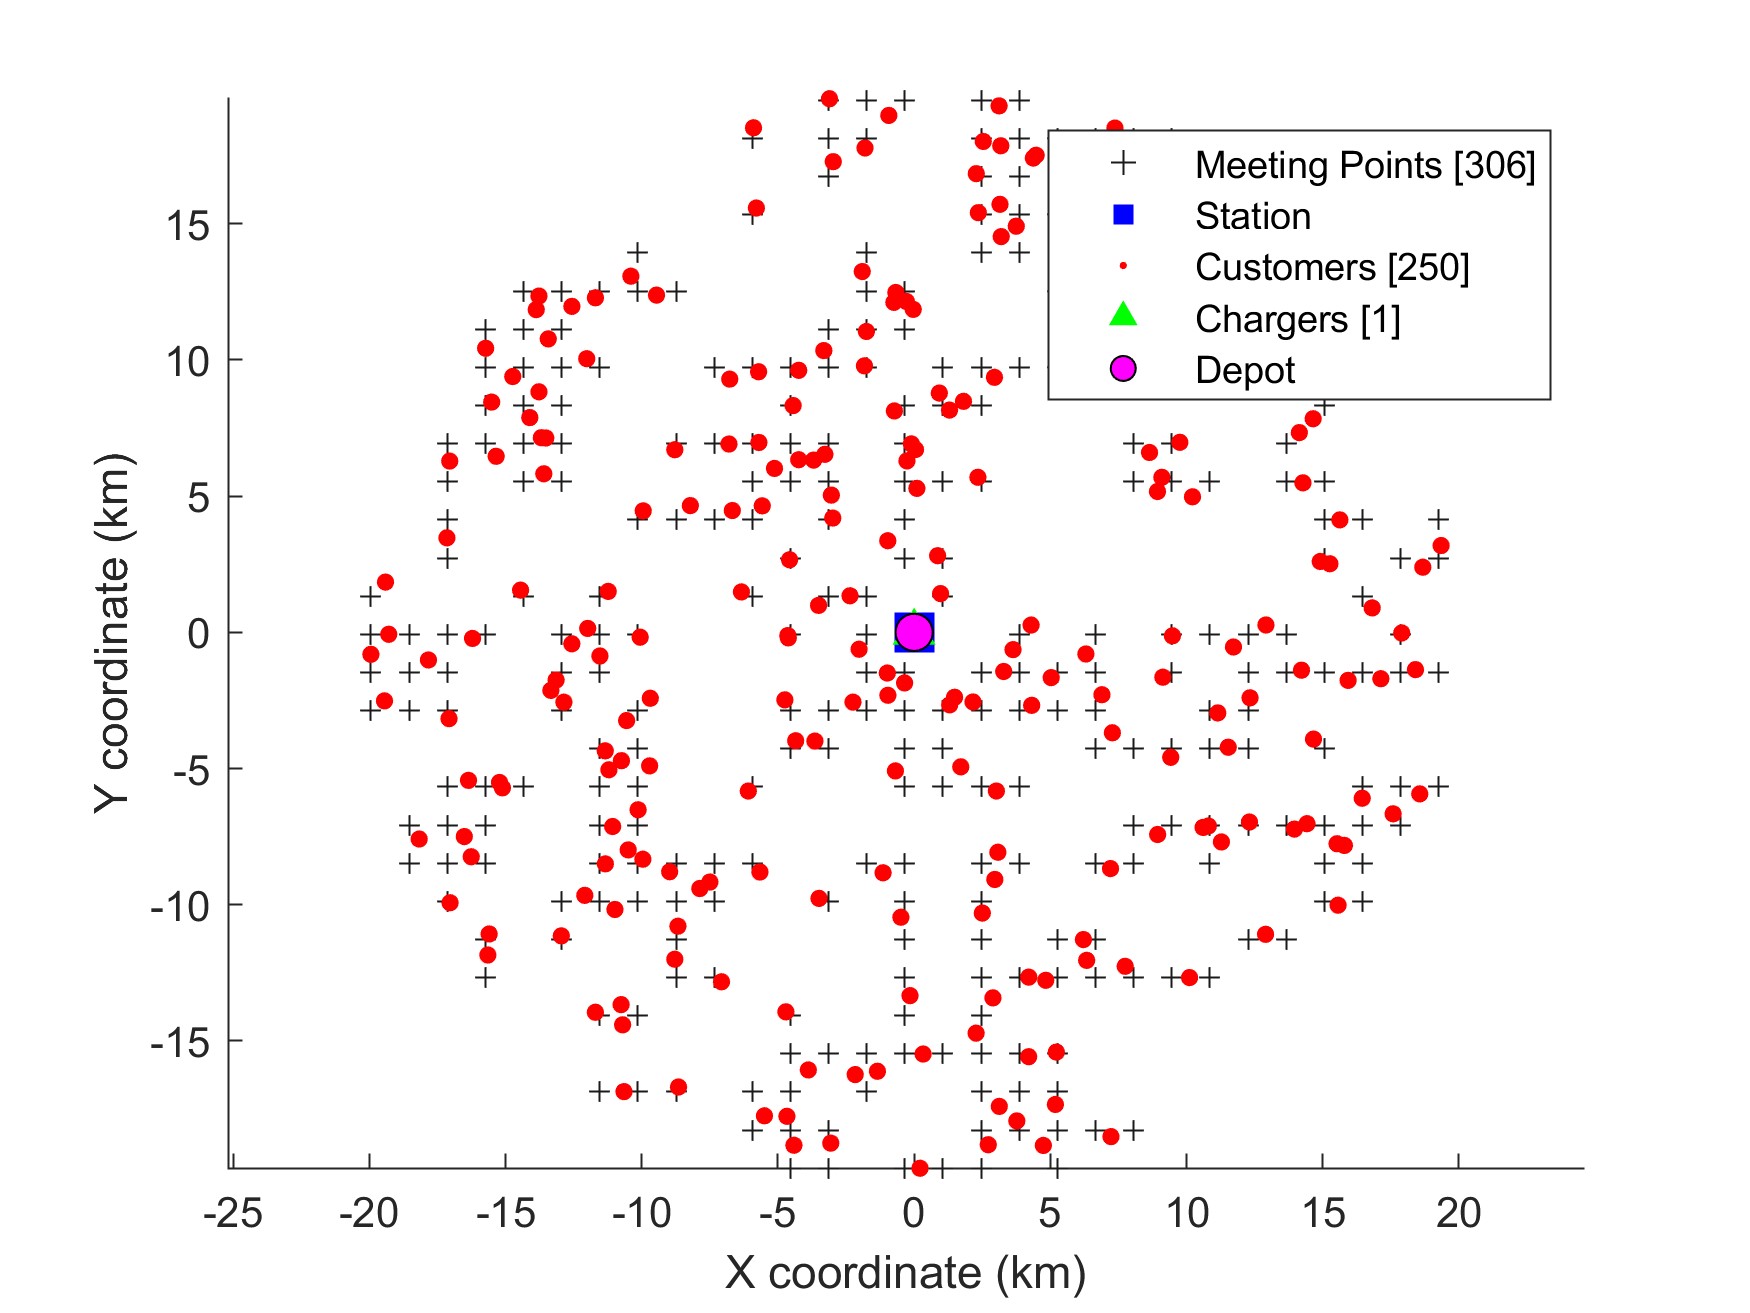 Meeting Points [306]
Station
Customers [250]
Chargers [1]
Depot
15
10
5
0
-5
-10
-15
Y coordinate (km)
-25 -20 -15 -10 -5 0 5 10 15 20
X coordinate (km)